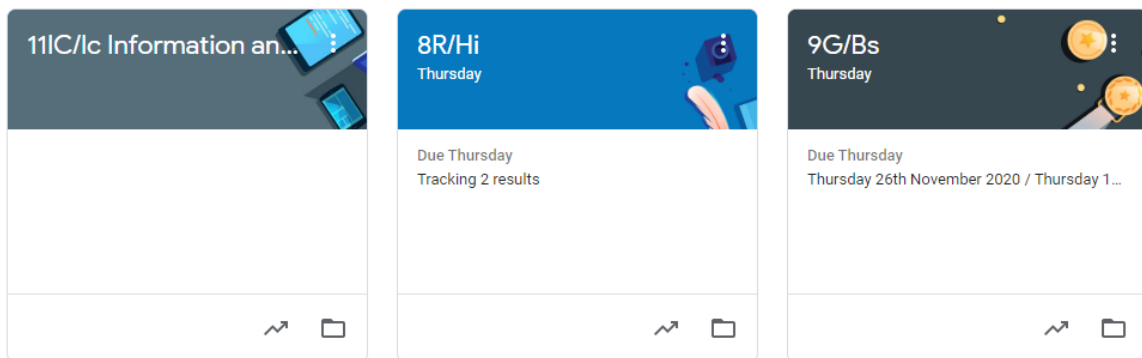 11IC/Ic Information an...
8R/Hi
Thursday
Due Thursday
Tracking 2 results
9G/Bs
Thursday
Due Thursday
Thursday 26th November 2020 / Thursday 1...